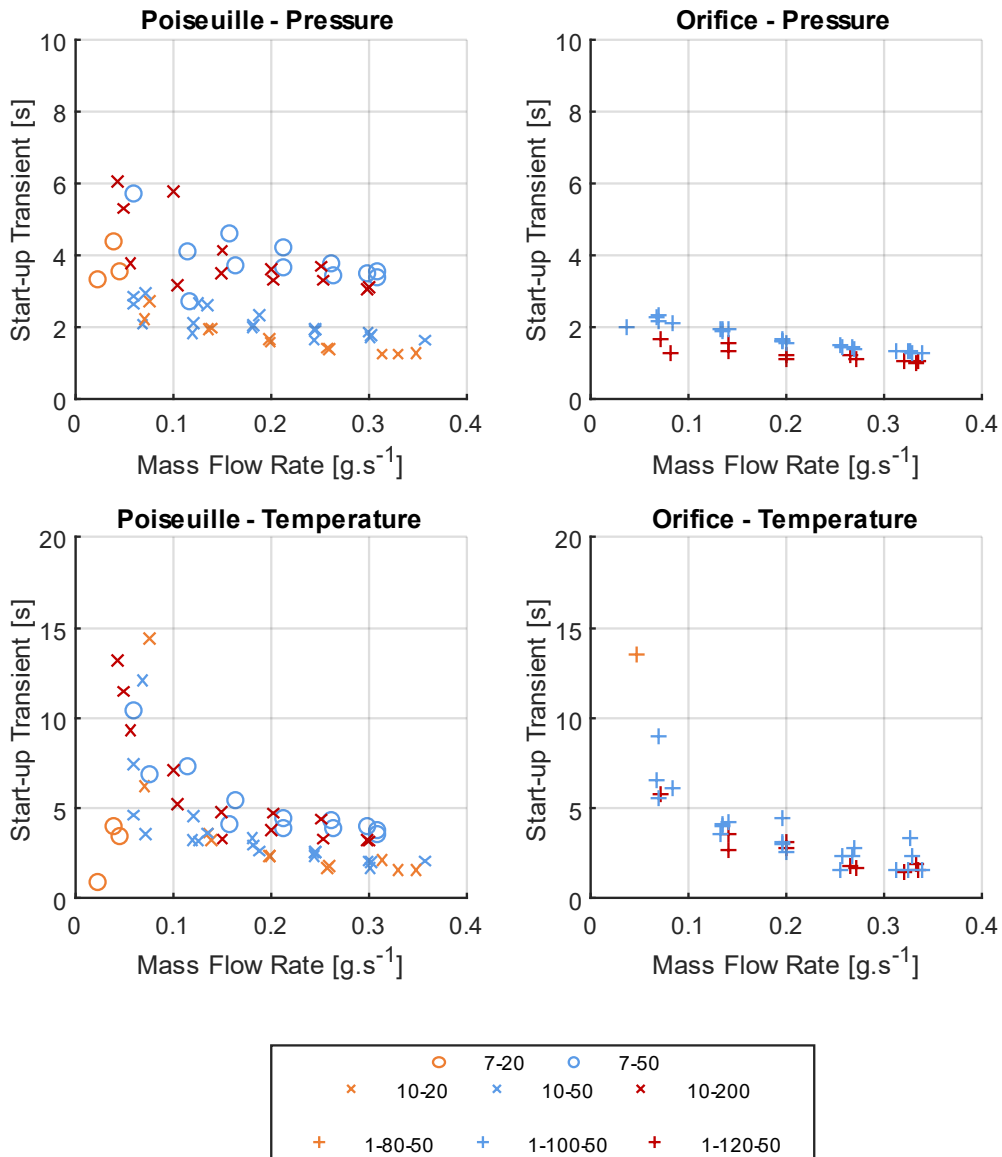 Poiseuille - Pressure
10
8
6
4
2
0
0 0.1 0.2 0.3 0.4
Start-up Transient [s]
Mass Flow Rate [g.s⁻¹]
Orifice - Pressure
10
8
6
4
2
0
0 0.1 0.2 0.3 0.4
Start-up Transient [s]
Mass Flow Rate [g.s⁻¹]
Poiseuille - Temperature
20
15
10
5
0
0 0.1 0.2 0.3 0.4
Start-up Transient [s]
Mass Flow Rate [g.s⁻¹]
Orifice - Temperature
20
15
10
5
0
0 0.1 0.2 0.3 0.4
Start-up Transient [s]
Mass Flow Rate [g.s⁻¹]
7-20 7-50
10-20 10-50 10-200
1-80-50 1-100-50 1-120-50